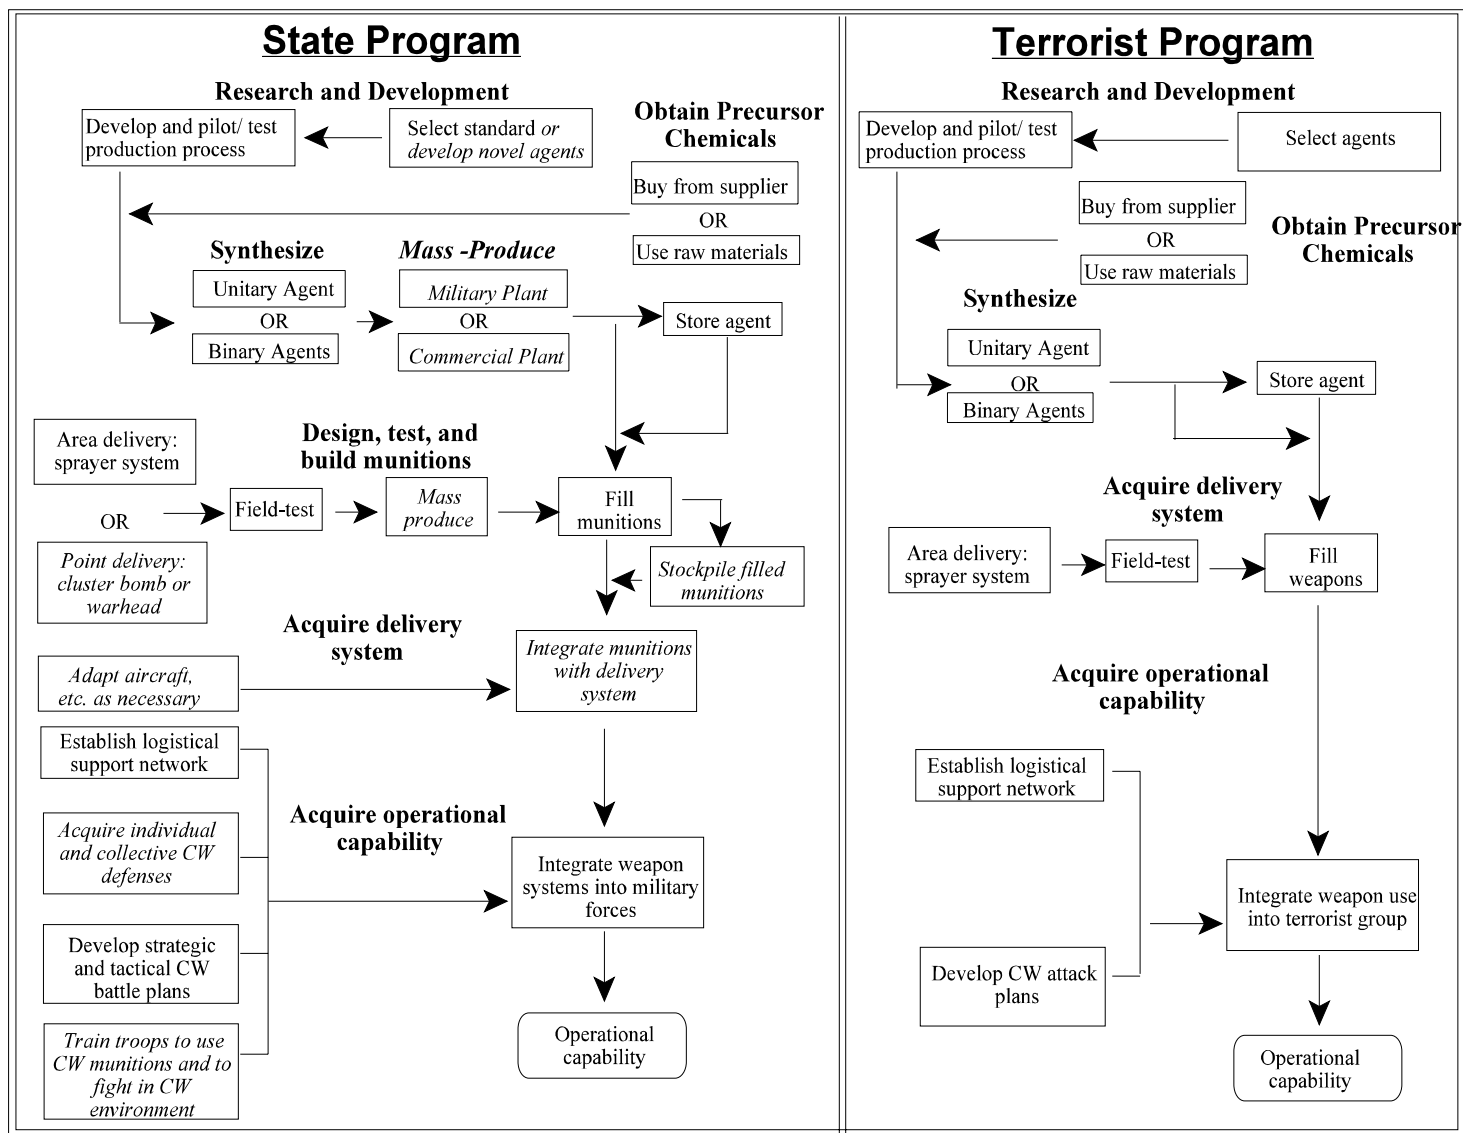 State Program
Research and Development
Develop and pilot/ test
production process
Select standard or
develop novel agents
Obtain Precursor
Chemicals
Buy from supplier
OR
Use raw materials
Synthesize
Unitary Agent
OR
Binary Agents
Mass -Produce
Military Plant
OR
Commercial Plant
Store agent
Area delivery:
sprayer system
OR
Point delivery:
cluster bomb or
warhead
Design, test, and
build munitions
Field-test
Mass
produce
Fill
munitions
Stockpile filled
munitions
Acquire delivery
system
Adapt aircraft,
etc. as necessary
Integrate munitions
with delivery
system
Establish logistical
support network
Acquire individual
and collective CW
defenses
Develop strategic
and tactical CW
battle plans
Train troops to use
CW munitions and to
fight in CW
environment
Acquire operational
capability
Integrate weapon
systems into military
forces
Operational
capability
Terrorist Program
Research and Development
Develop and pilot/ test
production process
Select agents
Buy from supplier
OR
Use raw materials
Obtain Precursor
Chemicals
Synthesize
Unitary Agent
OR
Binary Agents
Store agent
Acquire delivery
system
Area delivery:
sprayer system
Field-test
Fill
weapons
Acquire operational
capability
Establish logistical
support network
Develop CW attack
plans
Integrate weapon use
into terrorist group
Operational
capability